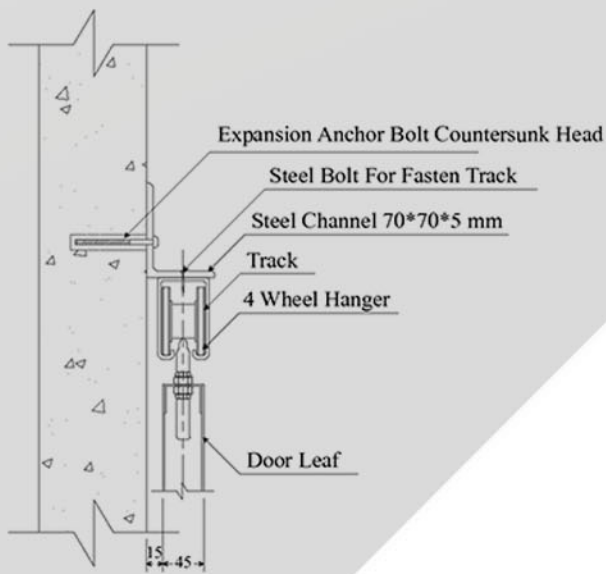 Expansion Anchor Bolt Countersunk Head
Steel Bolt For Fasten Track
Steel Channel 70*70*5 mm
Track
4 Wheel Hanger
Door Leaf
15 45